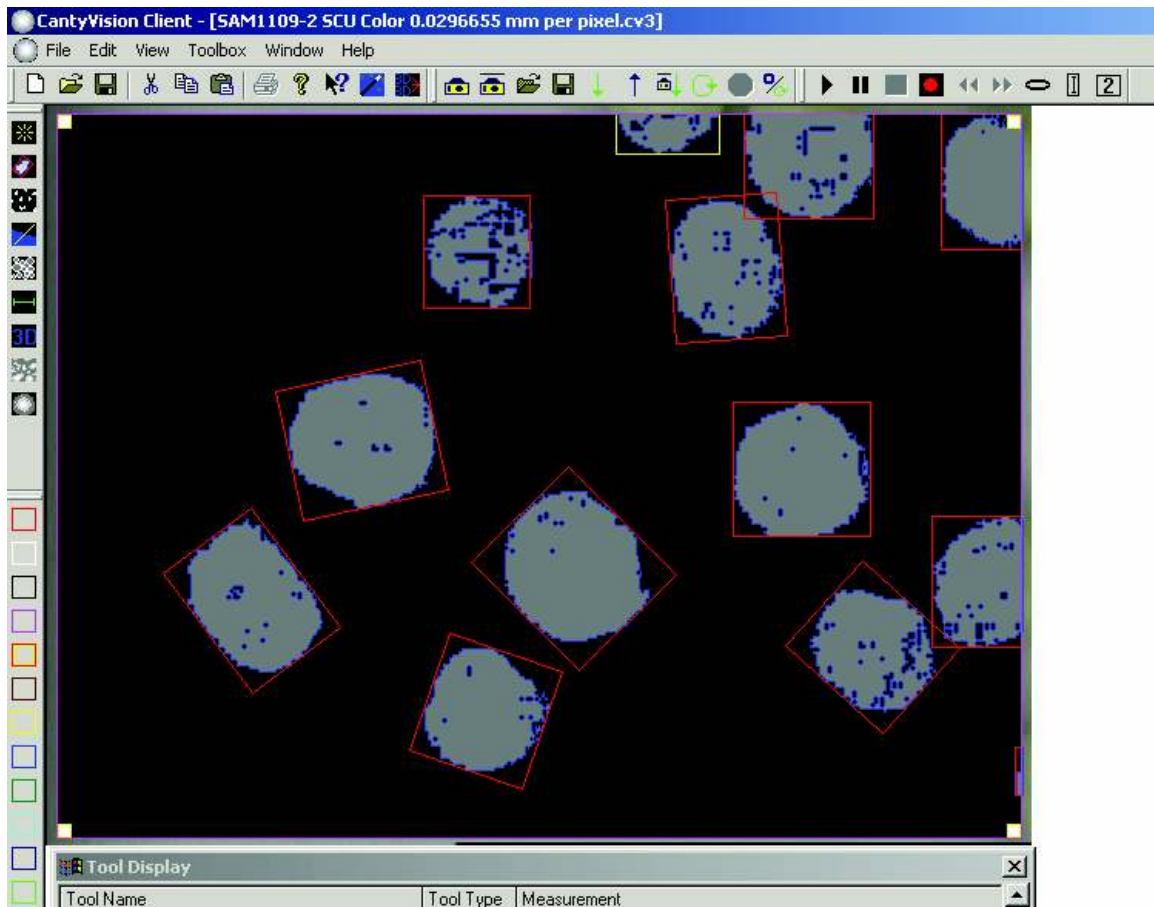 CantyVision Client - [SAM1109-2 SCU Color 0.0296655 mm per pixel.cv3]
File Edit View Toolbox Window Help
2
3D
Tool Display
Tool Name Tool Type Measurement